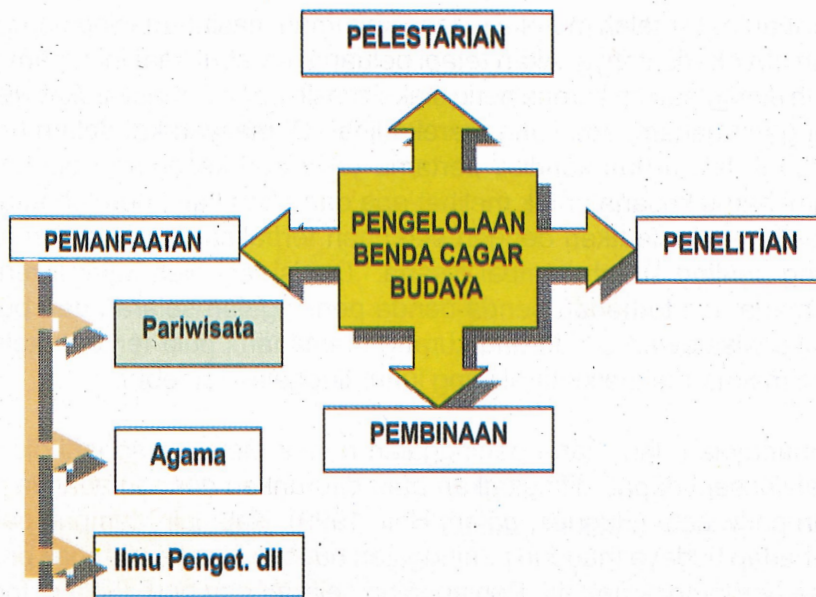 PELESTARIAN
PENGELOLAAN
BENDA CAGAR
BUDAYA
PEMANFAATAN
PENELITIAN
Pariwisata
Agama
Ilmu Penget. dll
PEMBINAAN